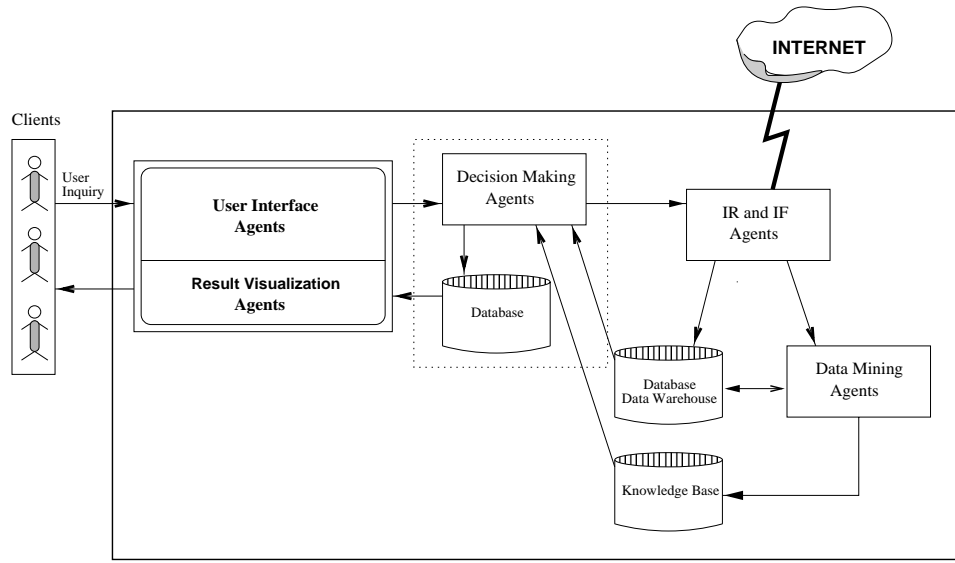 INTERNET
Clients
User
Inquiry
User Interface
Agents
Result Visualization
Agents
Decision Making
Agents
Database
IR and IF
Agents
Database
Data Warehouse
Data Mining
Agents
Knowledge Base